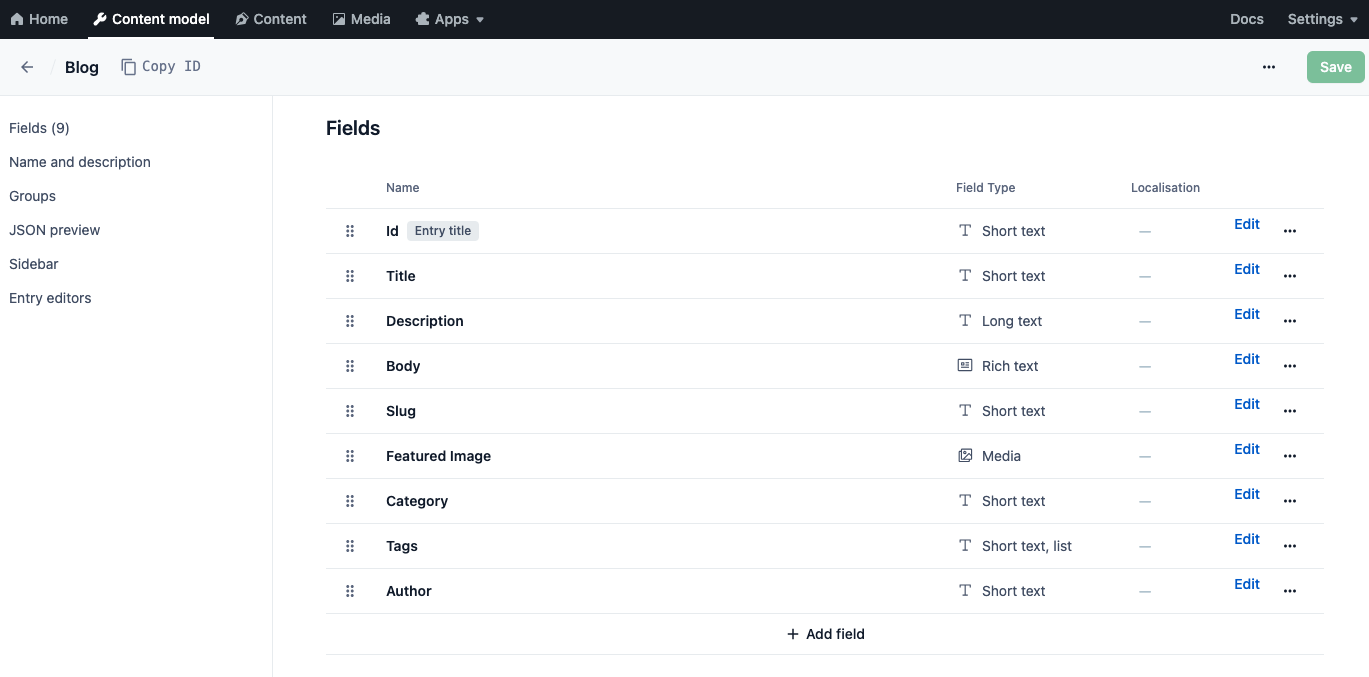 Home Content model Content Media Apps Docs Settings
Blog Copy ID ... Save
Fields (9)
Name and description
Groups
JSON preview
Sidebar
Entry editors
Fields
Name Field Type Localisation
Id Entry title Short text — Edit ...
Title Short text — Edit ...
Description Long text — Edit ...
Body Rich text — Edit ...
Slug Short text — Edit ...
Featured Image Media — Edit ...
Category Short text — Edit ...
Tags Short text, list — Edit ...
Author Short text — Edit ...
+ Add field